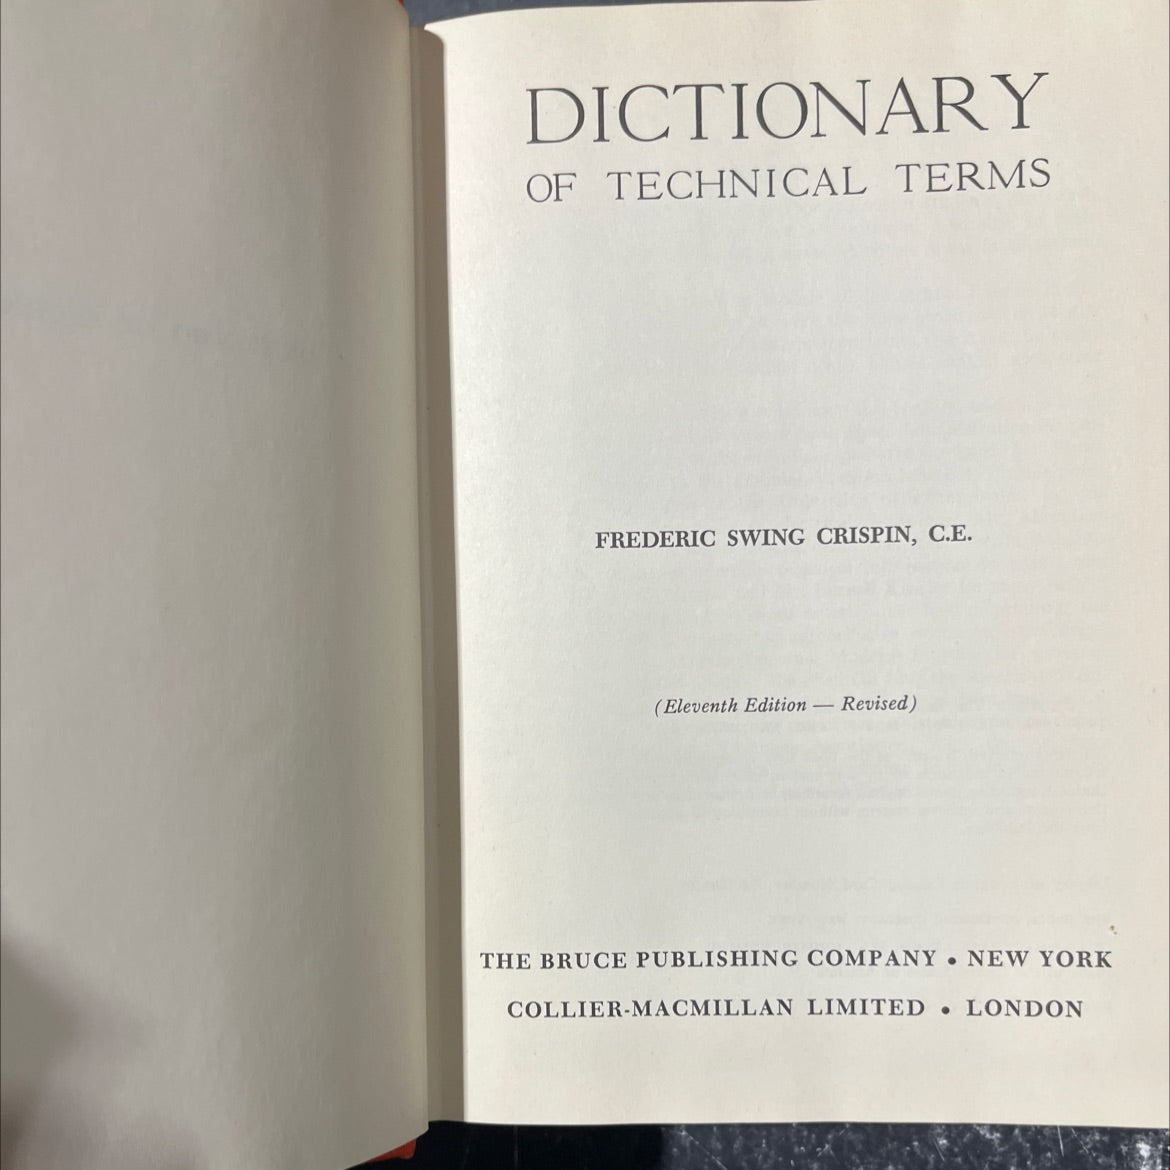 DICTIONARY
OF TECHNICAL TERMS
FREDERIC SWING CRISPIN, C.E.
(Eleventh Edition — Revised)
THE BRUCE PUBLISHING COMPANY • NEW YORK
COLLIER-MACMILLAN LIMITED • LONDON